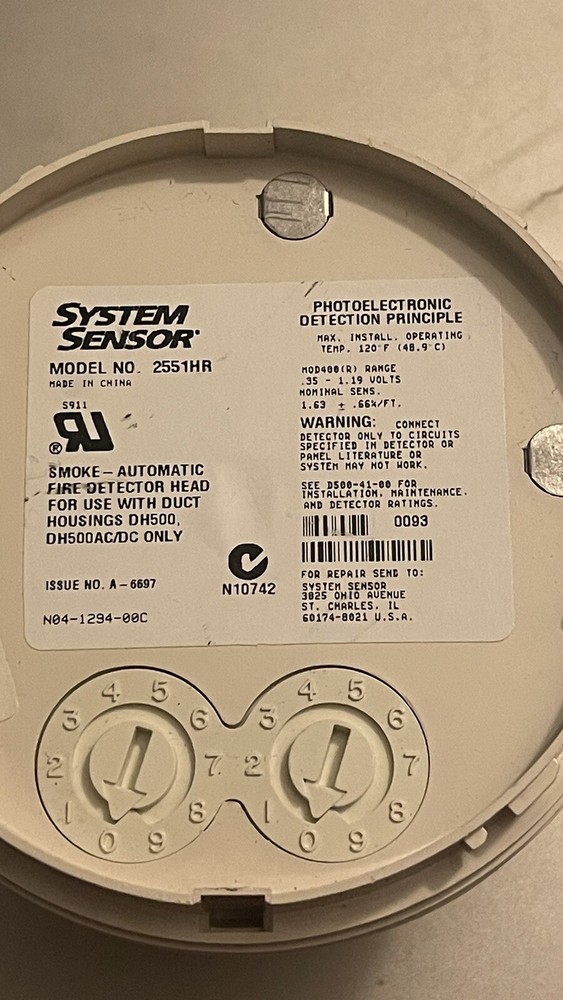 SYSTEM
SENSOR®
MODEL NO. 2551HR
MADE IN CHINA
S911
®
SMOKE – AUTOMATIC
FIRE DETECTOR HEAD
FOR USE WITH DUCT
HOUSINGS DH500,
DH500AC/DC ONLY
ISSUE NO. A – 6697
N10742
N04-1294-00C
PHOTOELECTRONIC
DETECTION PRINCIPLE
MAX. INSTALL. OPERATING
TEMP. 120°F (48.9°C)
MOD400(R) RANGE
.35 - 1.19 VOLTS
NOMINAL SENS.
1.63 ± .66%/FT.
WARNING: CONNECT
DETECTOR ONLY TO CIRCUITS
SPECIFIED IN DETECTOR OR
PANEL LITERATURE OR
SYSTEM MAY NOT WORK.
SEE D500-41-00 FOR
INSTALLATION, MAINTENANCE,
AND DETECTOR RATINGS.
0093
FOR REPAIR SEND TO:
SYSTEM SENSOR
3825 OHIO AVENUE
ST. CHARLES, IL
60174-8021 U.S.A.
0 1 2 3 4 5 6 7 8 9
0 1 2 3 4 5 6 7 8 9